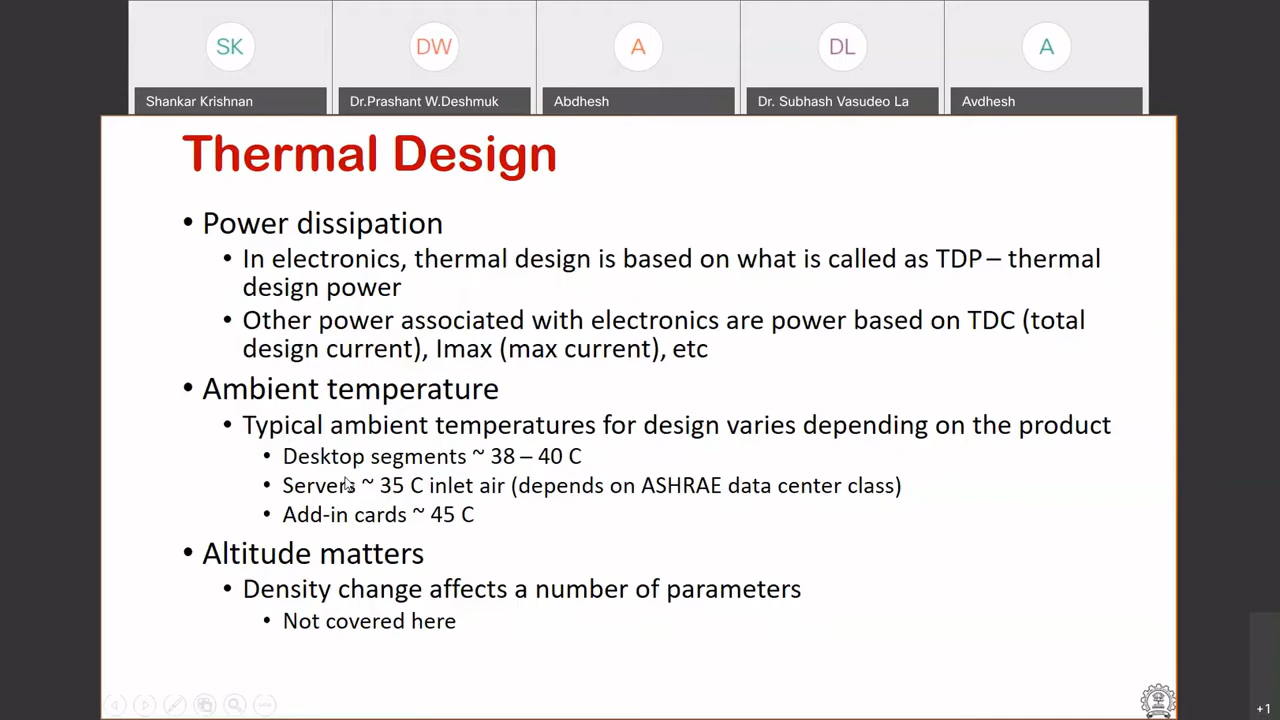 SK
DW
A
DL
A
Shankar Krishnan
Dr.Prashant W.Deshmuk
Abdhesh
Dr. Subhash Vasudeo La
Avdhesh
Thermal Design
• Power dissipation
• In electronics, thermal design is based on what is called as TDP – thermal
design power
• Other power associated with electronics are power based on TDC (total
design current), Imax (max current), etc
• Ambient temperature
• Typical ambient temperatures for design varies depending on the product
• Desktop segments ~ 38 – 40 C
• Servers ~ 35 C inlet air (depends on ASHRAE data center class)
• Add-in cards ~ 45 C
• Altitude matters
• Density change affects a number of parameters
• Not covered here
+1